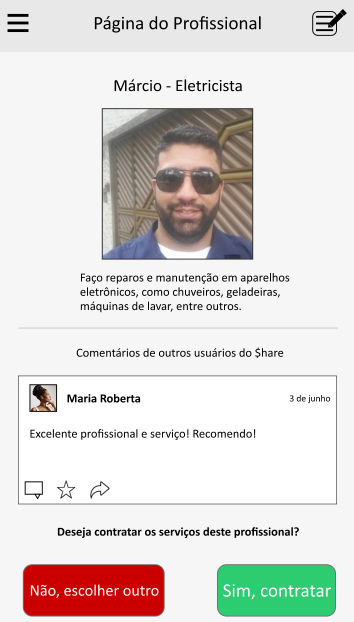 Página do Profissional
Márcio - Eletricista
Faço reparos e manutenção em aparelhos
eletrônicos, como chuveiros, geladeiras,
máquinas de lavar, entre outros.
Comentários de outros usuários do $hare
Maria Roberta
3 de junho
Excelente profissional e serviço! Recomendo!
Deseja contratar os serviços deste profissional?
Não, escolher outro
Sim, contratar